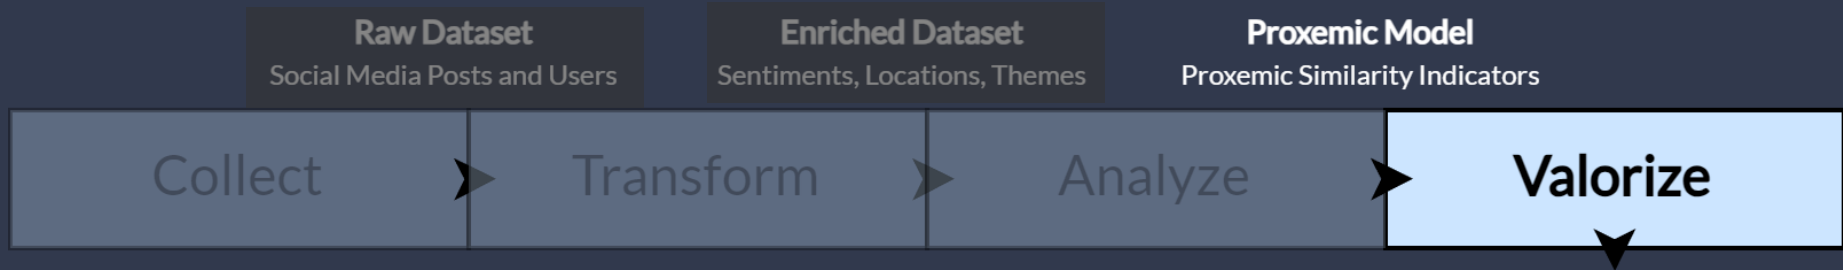 Raw Dataset
Social Media Posts and Users
Enriched Dataset
Sentiments, Locations, Themes
Proxemic Model
Proxemic Similarity Indicators
Collect
Transform
Analyze
Valorize